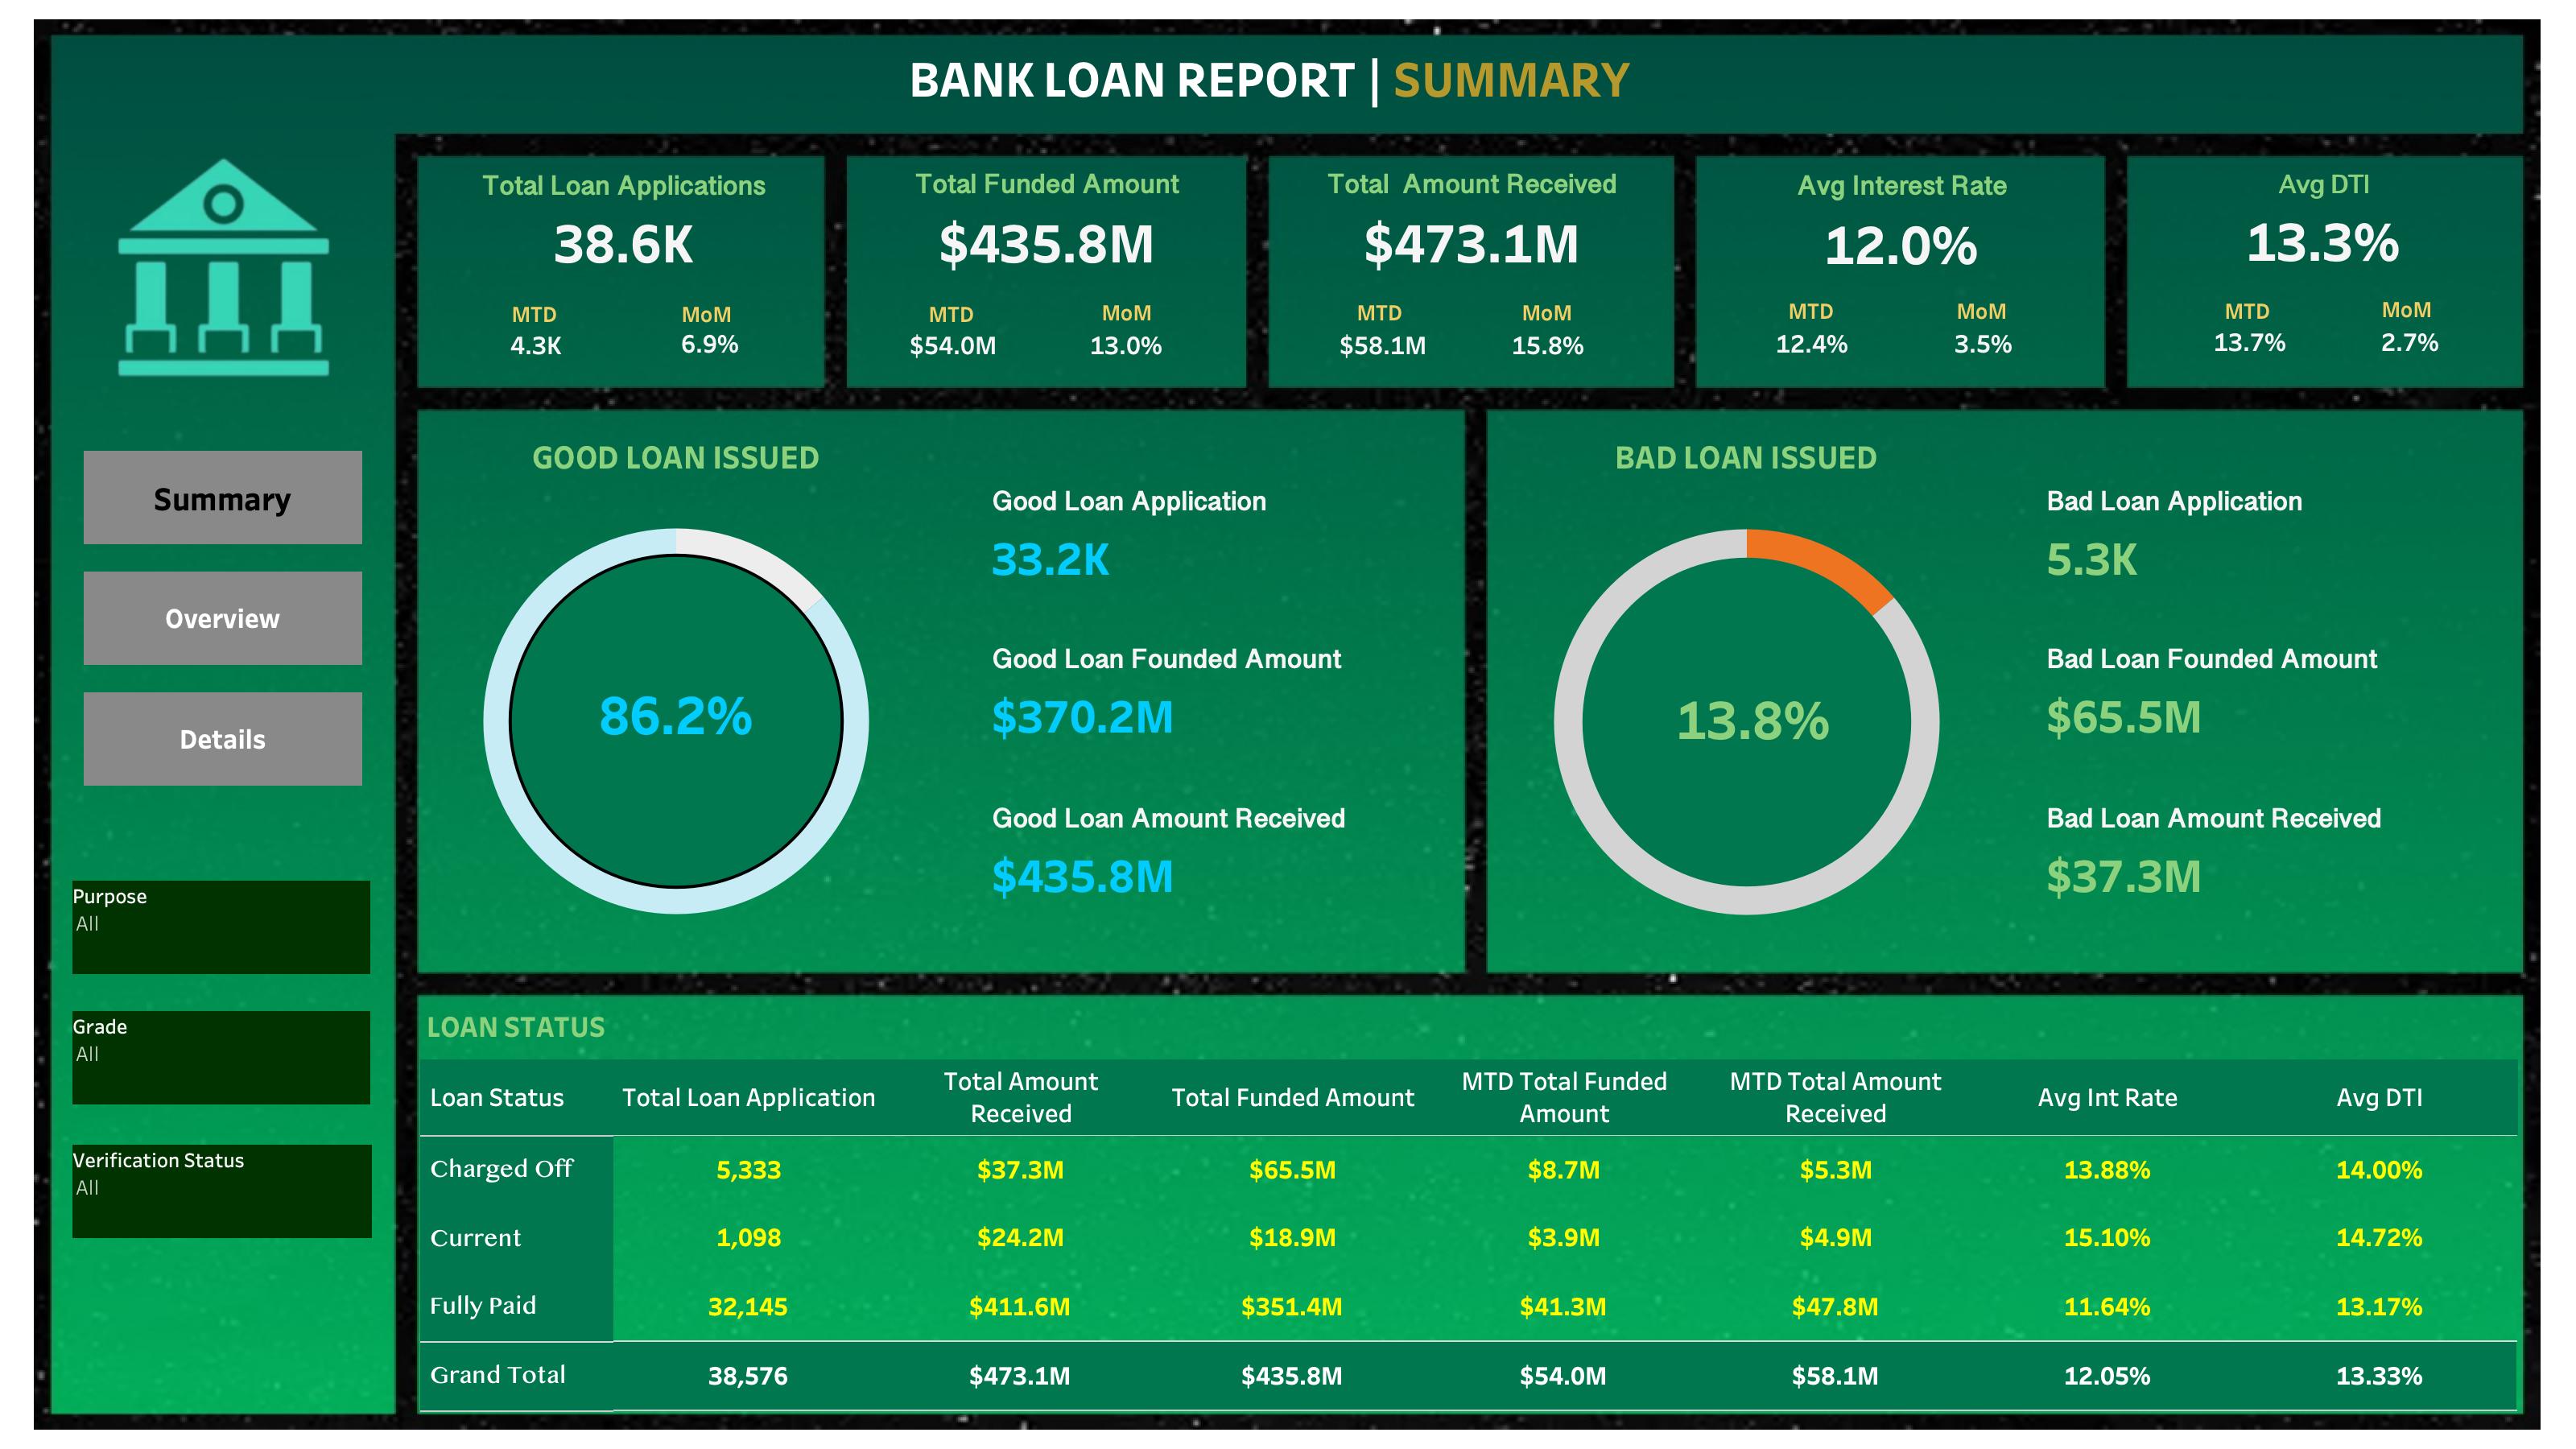 BANK LOAN REPORT | SUMMARY
Total Loan Applications
38.6K
MTD MoM
4.3K 6.9%
Total Funded Amount
$435.8M
MTD MoM
$54.0M 13.0%
Total Amount Received
$473.1M
MTD MoM
$58.1M 15.8%
Avg Interest Rate
12.0%
MTD MoM
12.4% 3.5%
Avg DTI
13.3%
MTD MoM
13.7% 2.7%
Summary
Overview
Details
Purpose
All
Grade
All
Verification Status
All
GOOD LOAN ISSUED
86.2%
Good Loan Application
33.2K
Good Loan Founded Amount
$370.2M
Good Loan Amount Received
$435.8M
BAD LOAN ISSUED
13.8%
Bad Loan Application
5.3K
Bad Loan Founded Amount
$65.5M
Bad Loan Amount Received
$37.3M
LOAN STATUS
Loan Status Total Loan Application Total Amount Received Total Funded Amount MTD Total Funded Amount MTD Total Amount Received Avg Int Rate Avg DTI
Charged Off 5,333 $37.3M $65.5M $8.7M $5.3M 13.88% 14.00%
Current 1,098 $24.2M $18.9M $3.9M $4.9M 15.10% 14.72%
Fully Paid 32,145 $411.6M $351.4M $41.3M $47.8M 11.64% 13.17%
Grand Total 38,576 $473.1M $435.8M $54.0M $58.1M 12.05% 13.33%